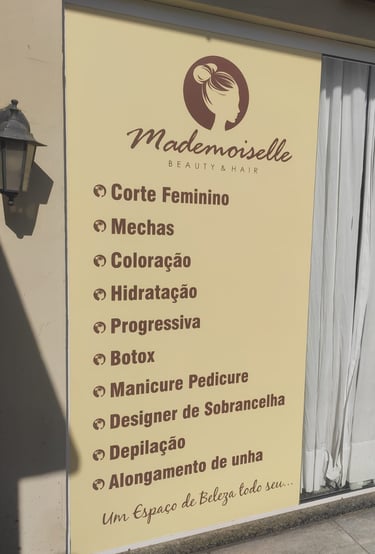 Mademoiselle
BEAUTY & HAIR
Corte Feminino
Mechas
Coloração
Hidratação
Progressiva
Botox
Manicure Pedicure
Designer de Sobrancelha
Depilação
Alongamento de unha
Um Espaço de Beleza todo seu...